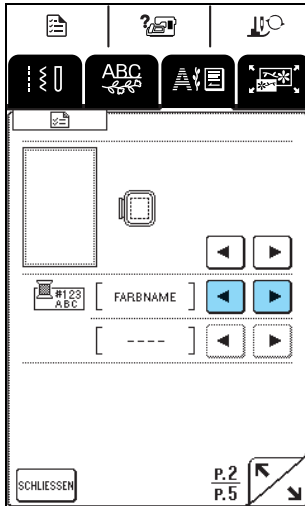 ?
ABC
A
#123
ABC
[ FARBNAME ]
[ ---- ]
SCHLIESSEN
P.2
P.5